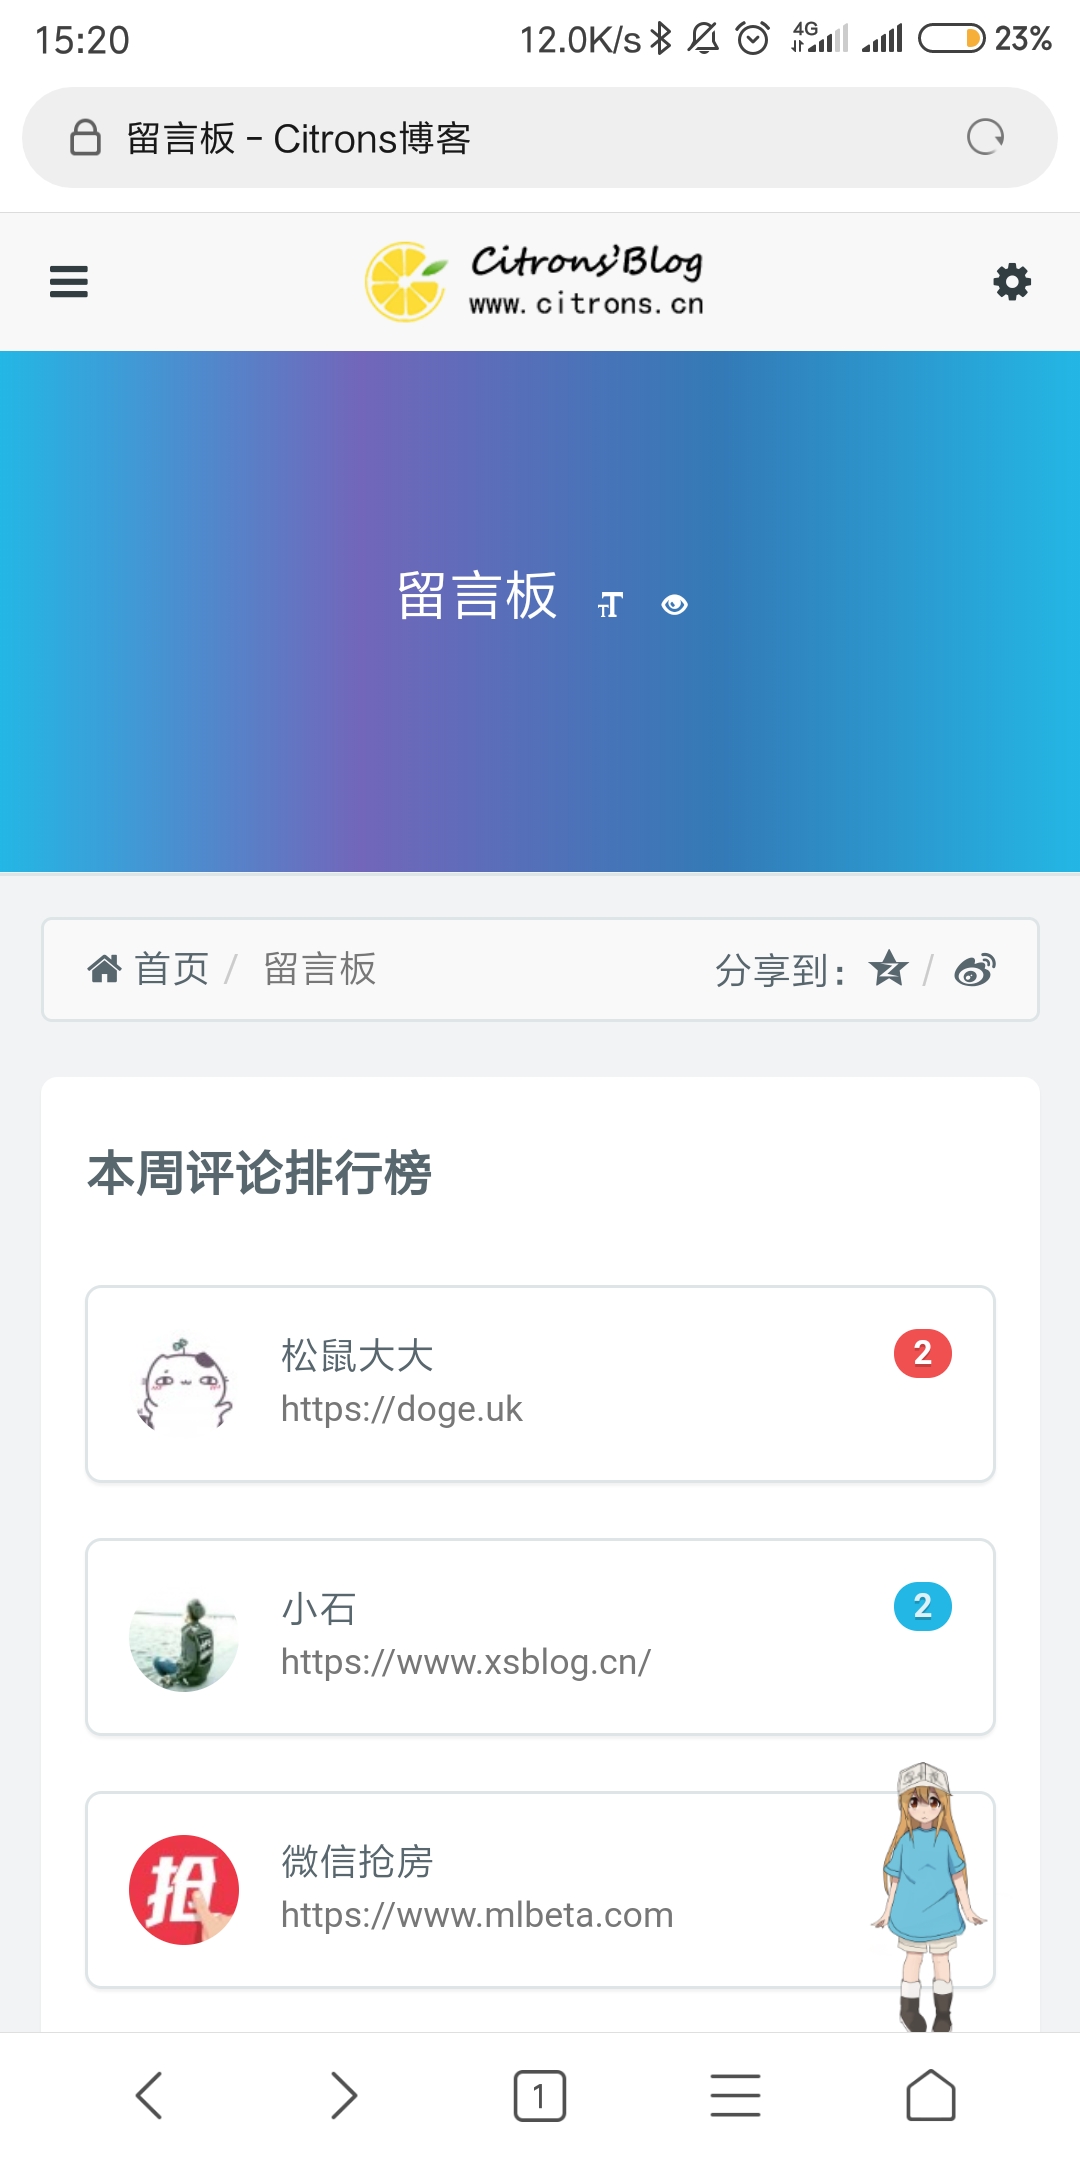 15:20 12.0K/s 4G 23%
留言板 - Citrons博客
Citrons'Blog
www.citrons.cn
留言板
首页 / 留言板 分享到: /
本周评论排行榜
松鼠大大 2
https://doge.uk
小石 2
https://www.xsblog.cn/
微信抢房
https://www.mlbeta.com
抢
1